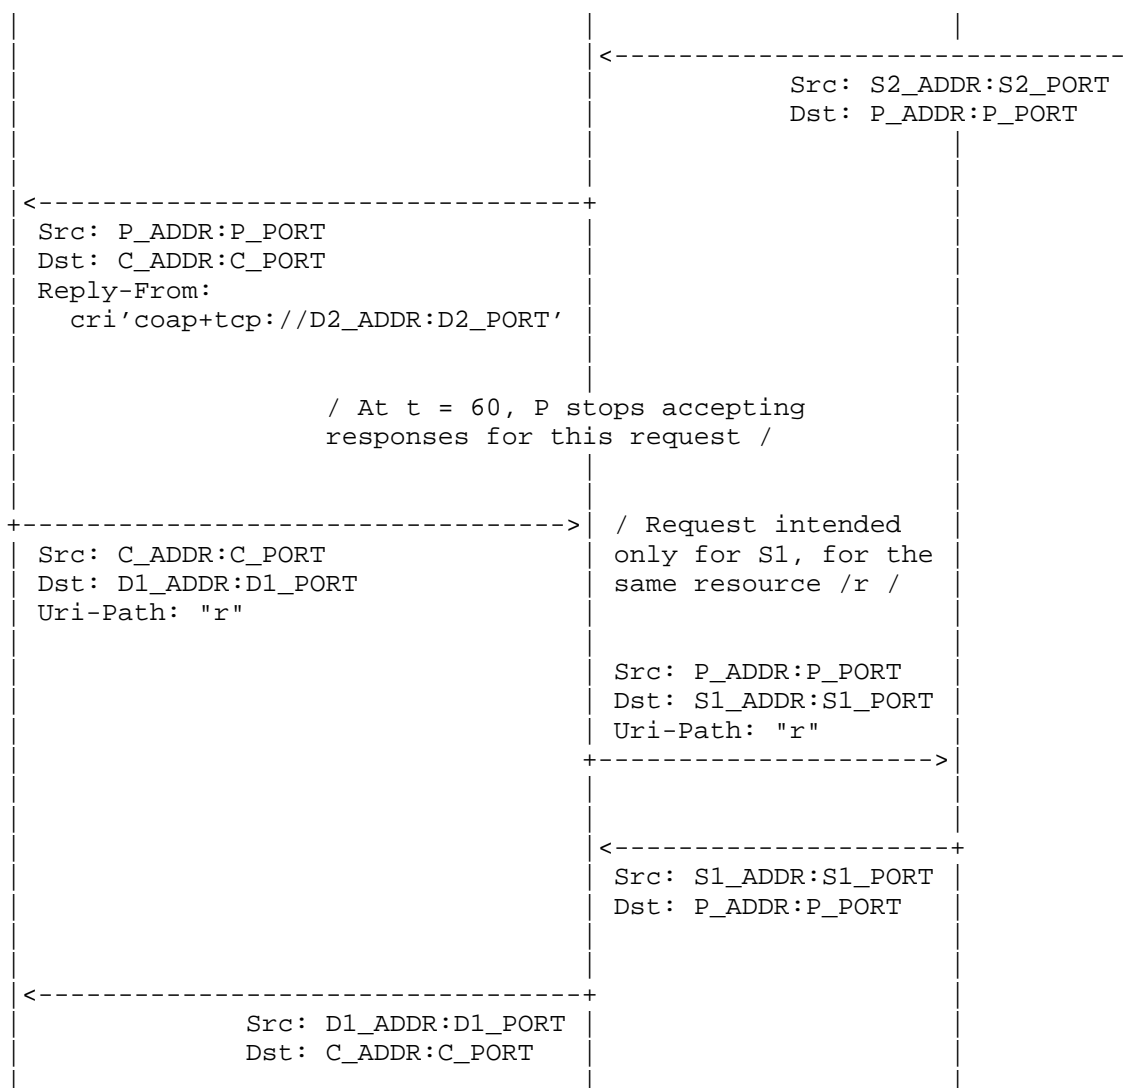 Src: S2_ADDR:S2_PORT
Dst: P_ADDR:P_PORT
Src: P_ADDR:P_PORT
Dst: C_ADDR:C_PORT
Reply-From:
cri'coap+tcp://D2_ADDR:D2_PORT'
/ At t = 60, P stops accepting
responses for this request /
/ Request intended
Src: C_ADDR:C_PORT only for S1, for the
Dst: D1_ADDR:D1_PORT same resource /r /
Uri-Path: "r"
Src: P_ADDR:P_PORT
Dst: S1_ADDR:S1_PORT
Uri-Path: "r"
Src: S1_ADDR:S1_PORT
Dst: P_ADDR:P_PORT
Src: D1_ADDR:D1_PORT
Dst: C_ADDR:C_PORT